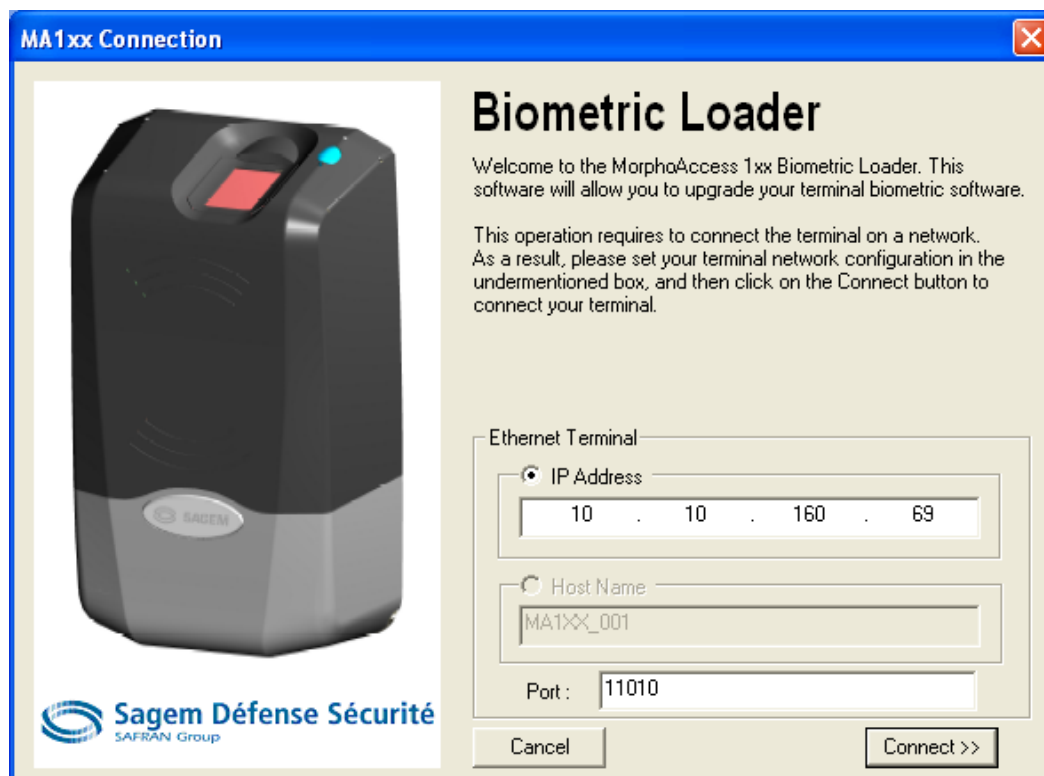 MA1xx Connection
Biometric Loader
Welcome to the MorphoAccess 1xx Biometric Loader. This
software will allow you to upgrade your terminal biometric software.
This operation requires to connect the terminal on a network.
As a result, please set your terminal network configuration in the
undermentioned box, and then click on the Connect button to
connect your terminal.
Ethernet Terminal
IP Address
10 . 10 . 160 . 69
Host Name
MA1XX_001
Port : 11010
SAGEM
Sagem Défense Sécurité
SAFRAN Group
Cancel
Connect >>